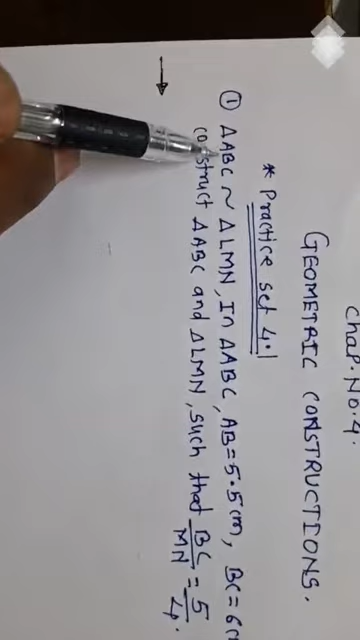 Chap. No. 4.
GEOMETRIC CONSTRUCTIONS.
* Practice set 4.1
① ΔABC ~ ΔLMN, In ΔABC, AB = 5.5 cm, BC = 6
construct ΔABC and ΔLMN, such that BC/MN = 5/4.